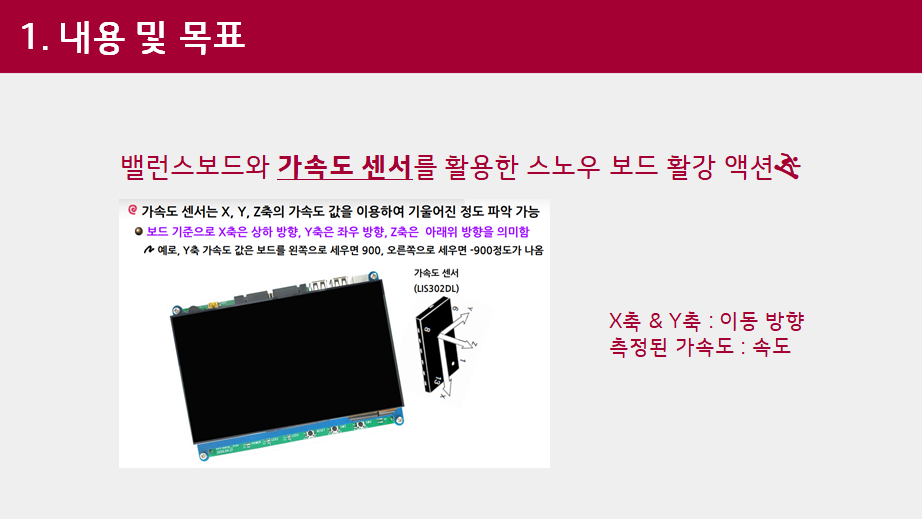 1. 내용 및 목표
밸런스보드와 가속도 센서를 활용한 스노우 보드 활강 액션
가속도 센서는 X, Y, Z축의 가속도 값을 이용하여 기울어진 정도 파악 가능
보드 기준으로 X축은 상하 방향, Y축은 좌우 방향, Z축은 아래위 방향을 의미함
예로, Y축 가속도 값은 보드를 왼쪽으로 세우면 900, 오른쪽으로 세우면 -900정도가 나옴
가속도 센서
(LIS302DL)
6
Y
8
Z
1
13
X
X축 & Y축 : 이동 방향
측정된 가속도 : 속도